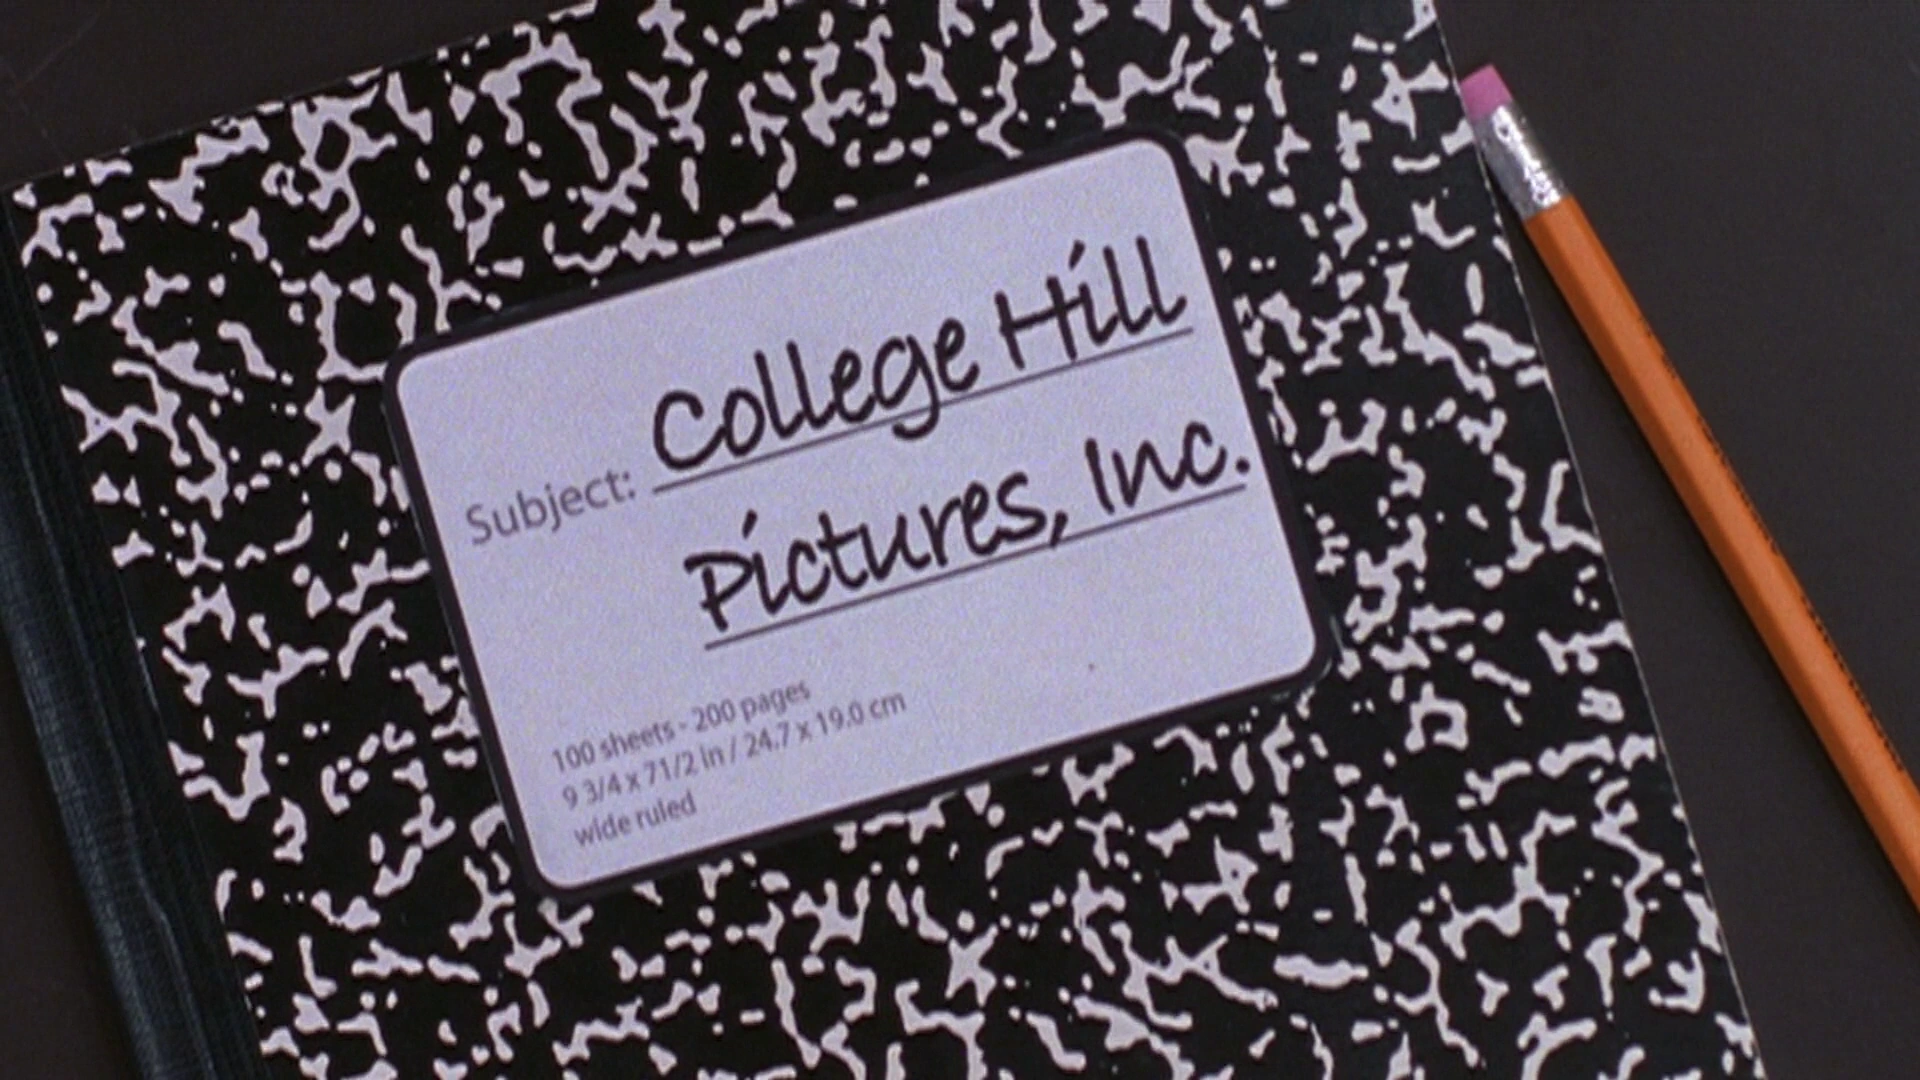 Subject: College Hill
Pictures, Inc.
100 sheets - 200 pages
9 3/4 x 71/2 in / 24.7 x 19.0 cm
wide ruled